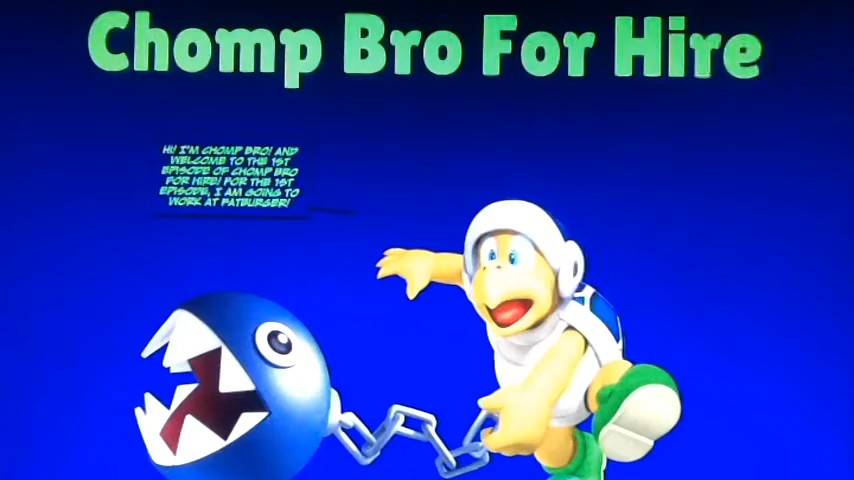 Chomp Bro For Hire
HI! I'M CHOMP BRO! AND
WELCOME TO THE 1ST
EPISODE OF CHOMP BRO
FOR HIRE! FOR THE 1ST
EPISODE, I AM GOING TO
WORK AT FATBURGER!